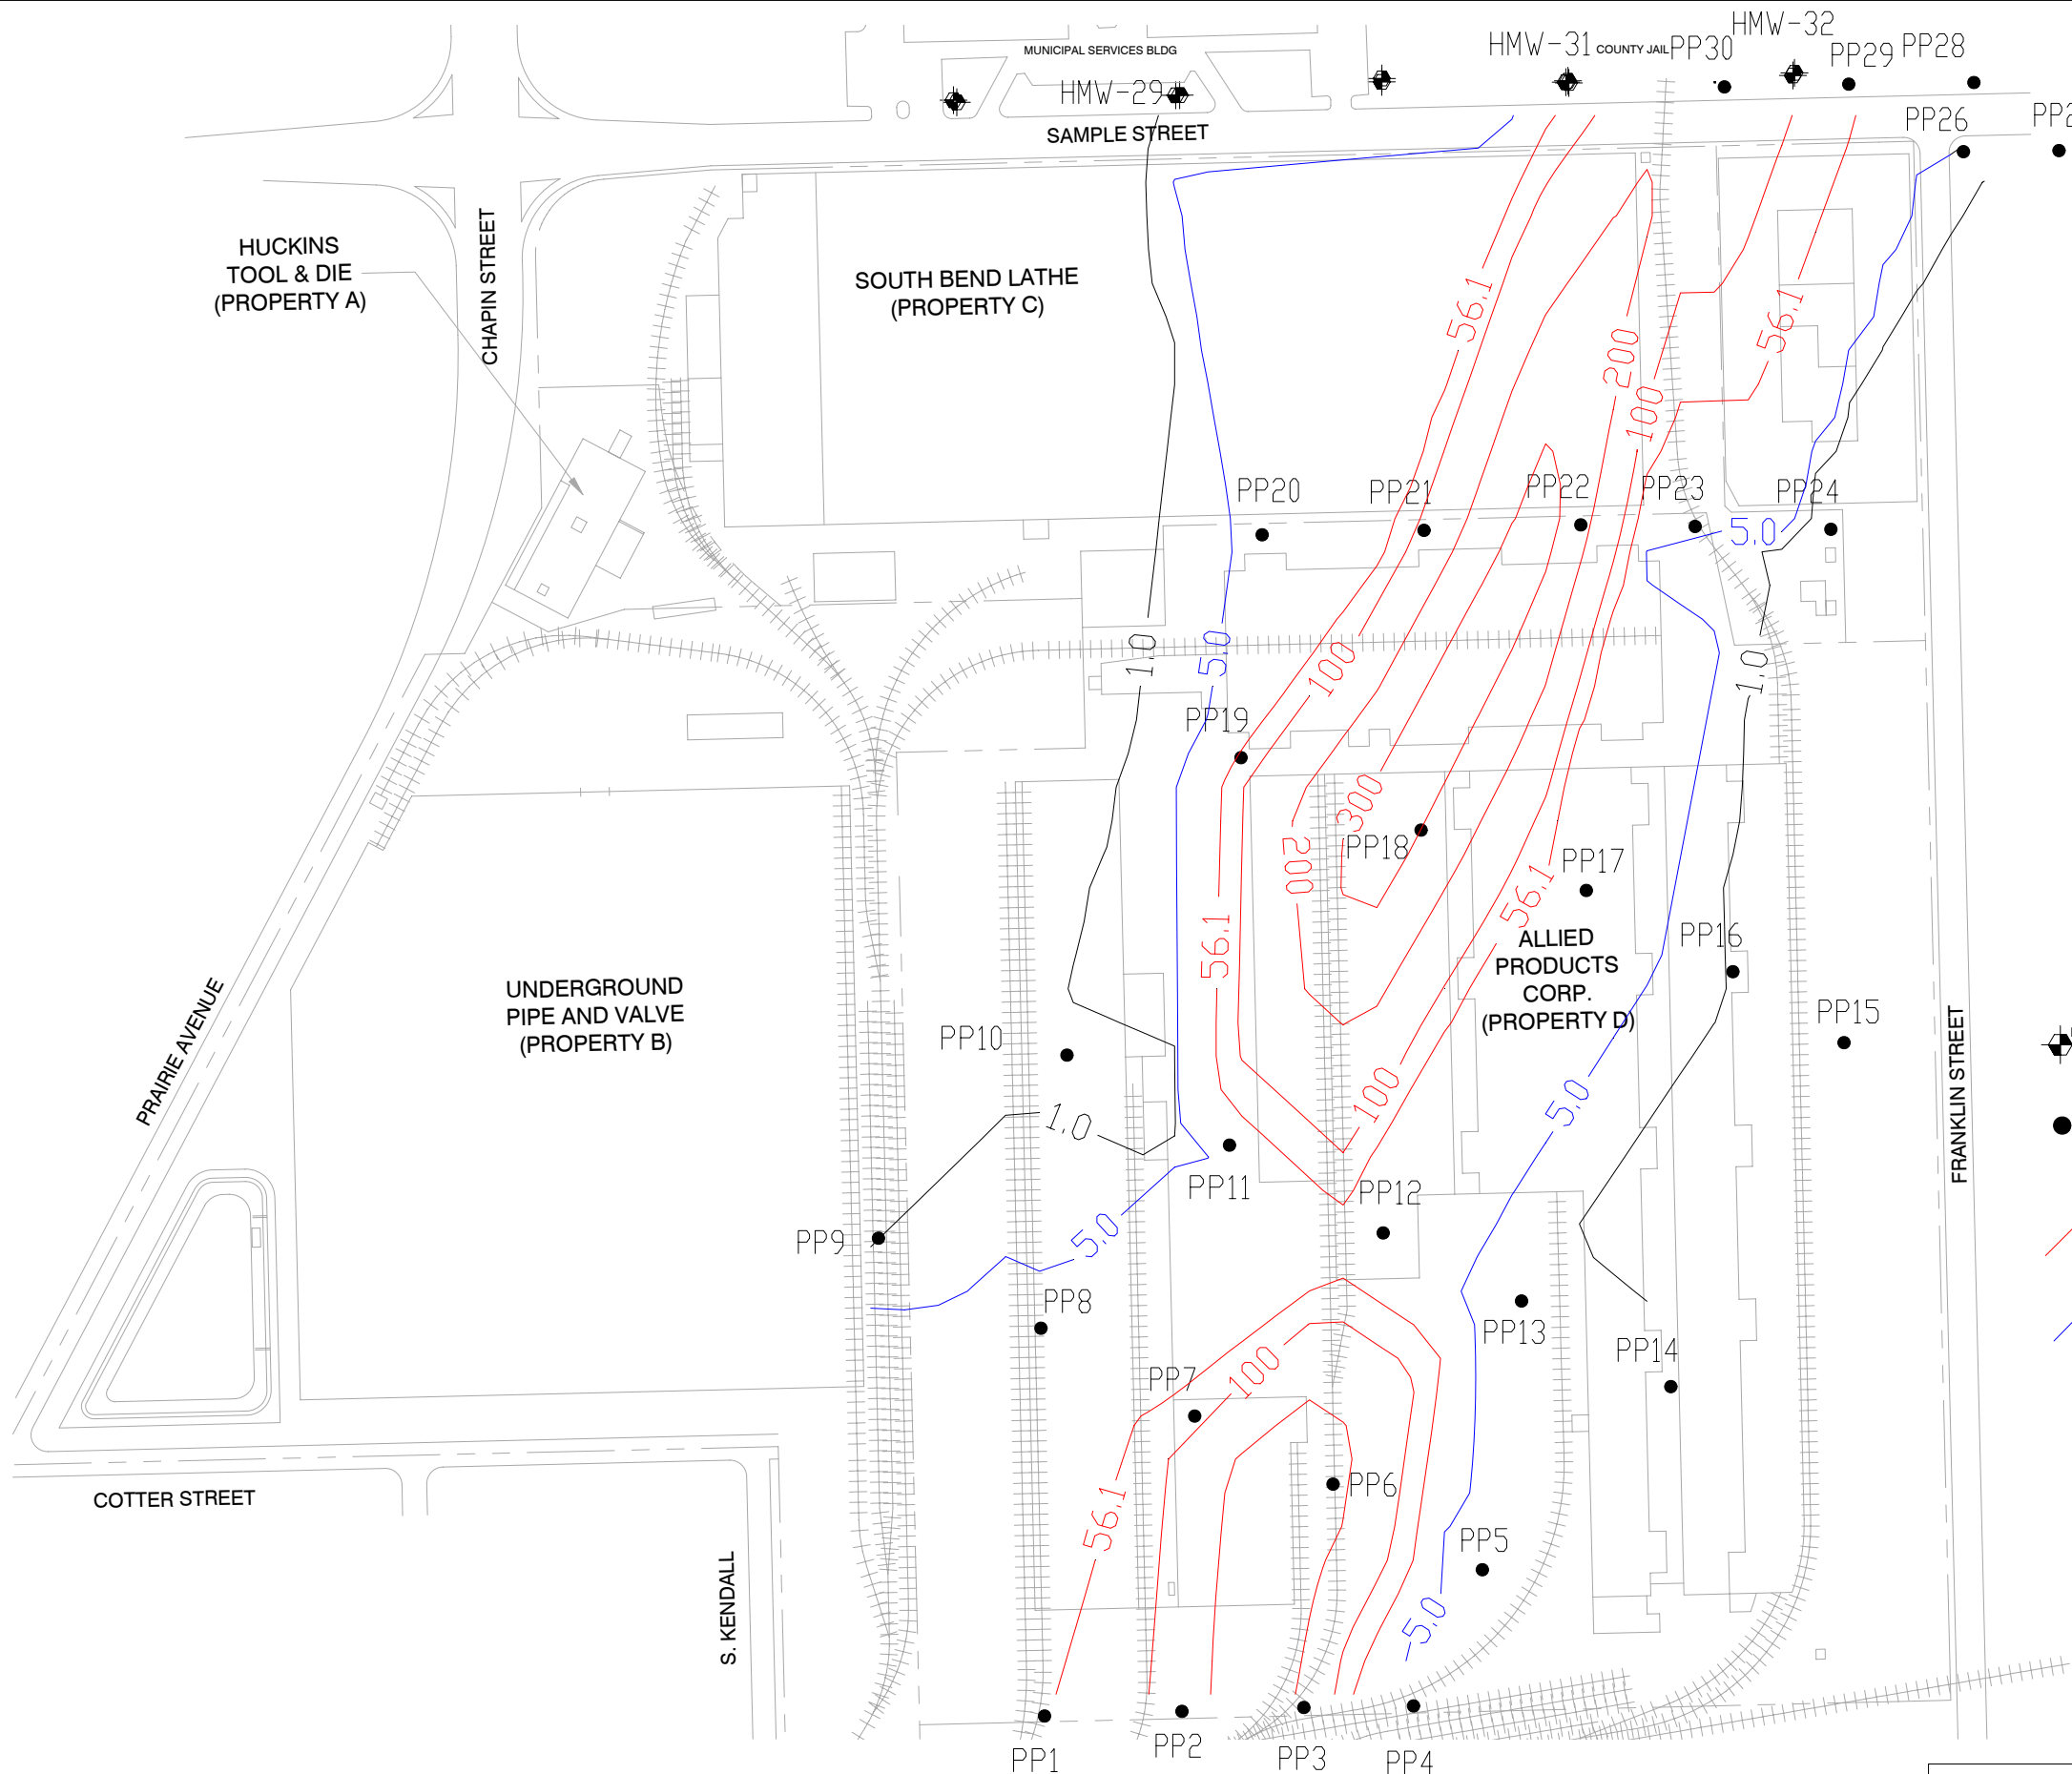 HMW-32
HMW-31
COUNTY JAIL
PP30
PP29
PP28
MUNICIPAL SERVICES BLDG
HMW-29
SAMPLE STREET
PP26
HUCKINS
TOOL & DIE
(PROPERTY A)
CHAPIN STREET
SOUTH BEND LATHE
(PROPERTY C)
56.1
56.1
200
100
PP20
PP21
PP22
PP23
PP24
5.0
1.0
5.0
100
1.0
PP19
300
PP18
200
PP17
56.1
56.1
PP16
ALLIED
PRODUCTS
CORP.
(PROPERTY D)
UNDERGROUND
PIPE AND VALVE
(PROPERTY B)
PRAIRIE AVENUE
PP10
PP15
FRANKLIN STREET
1.0
100
5.0
PP11
PP12
PP9
5.0
PP8
PP13
PP14
PP7
100
PP6
COTTER STREET
56.1
PP5
S. KENDALL
5.0
PP1
PP2
PP3
PP4